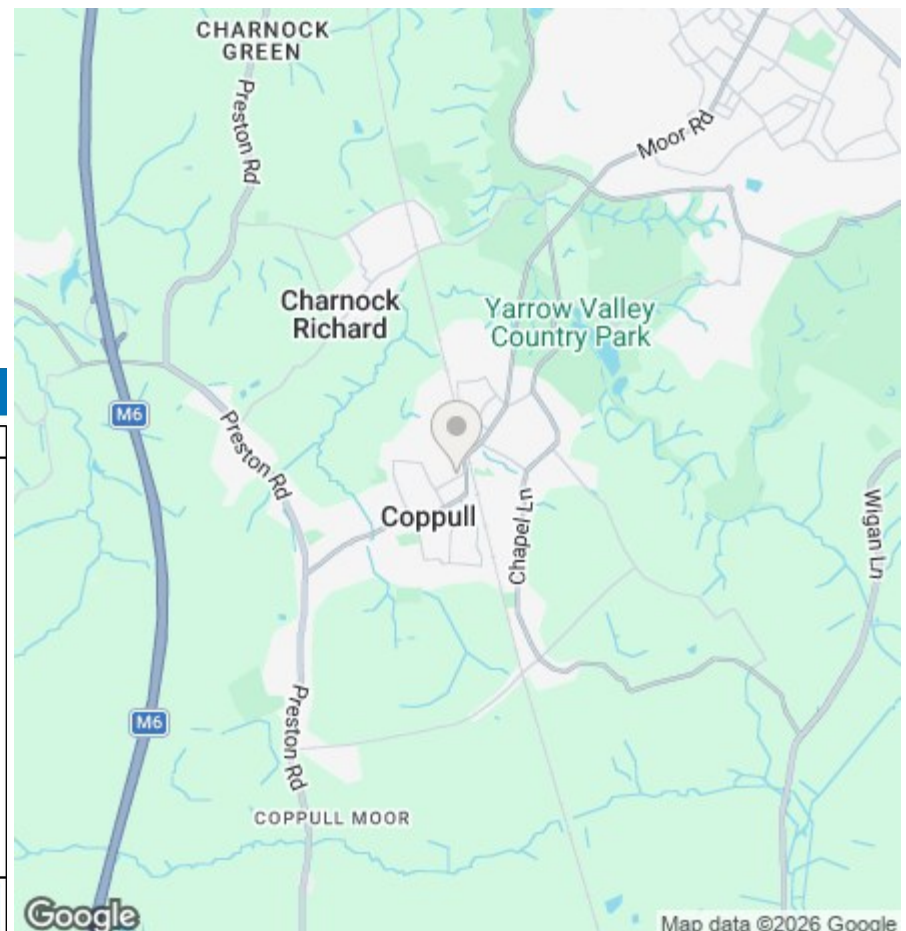 CHARNOCK
GREEN
Preston Rd
Moor Rd
Charnock
Richard
Yarrow Valley
Country Park
M6
Preston Rd
Coppull
Chapel Ln
Wigan Ln
M6
Preston Rd
COPPULL MOOR
Google
Map data ©2026 Google